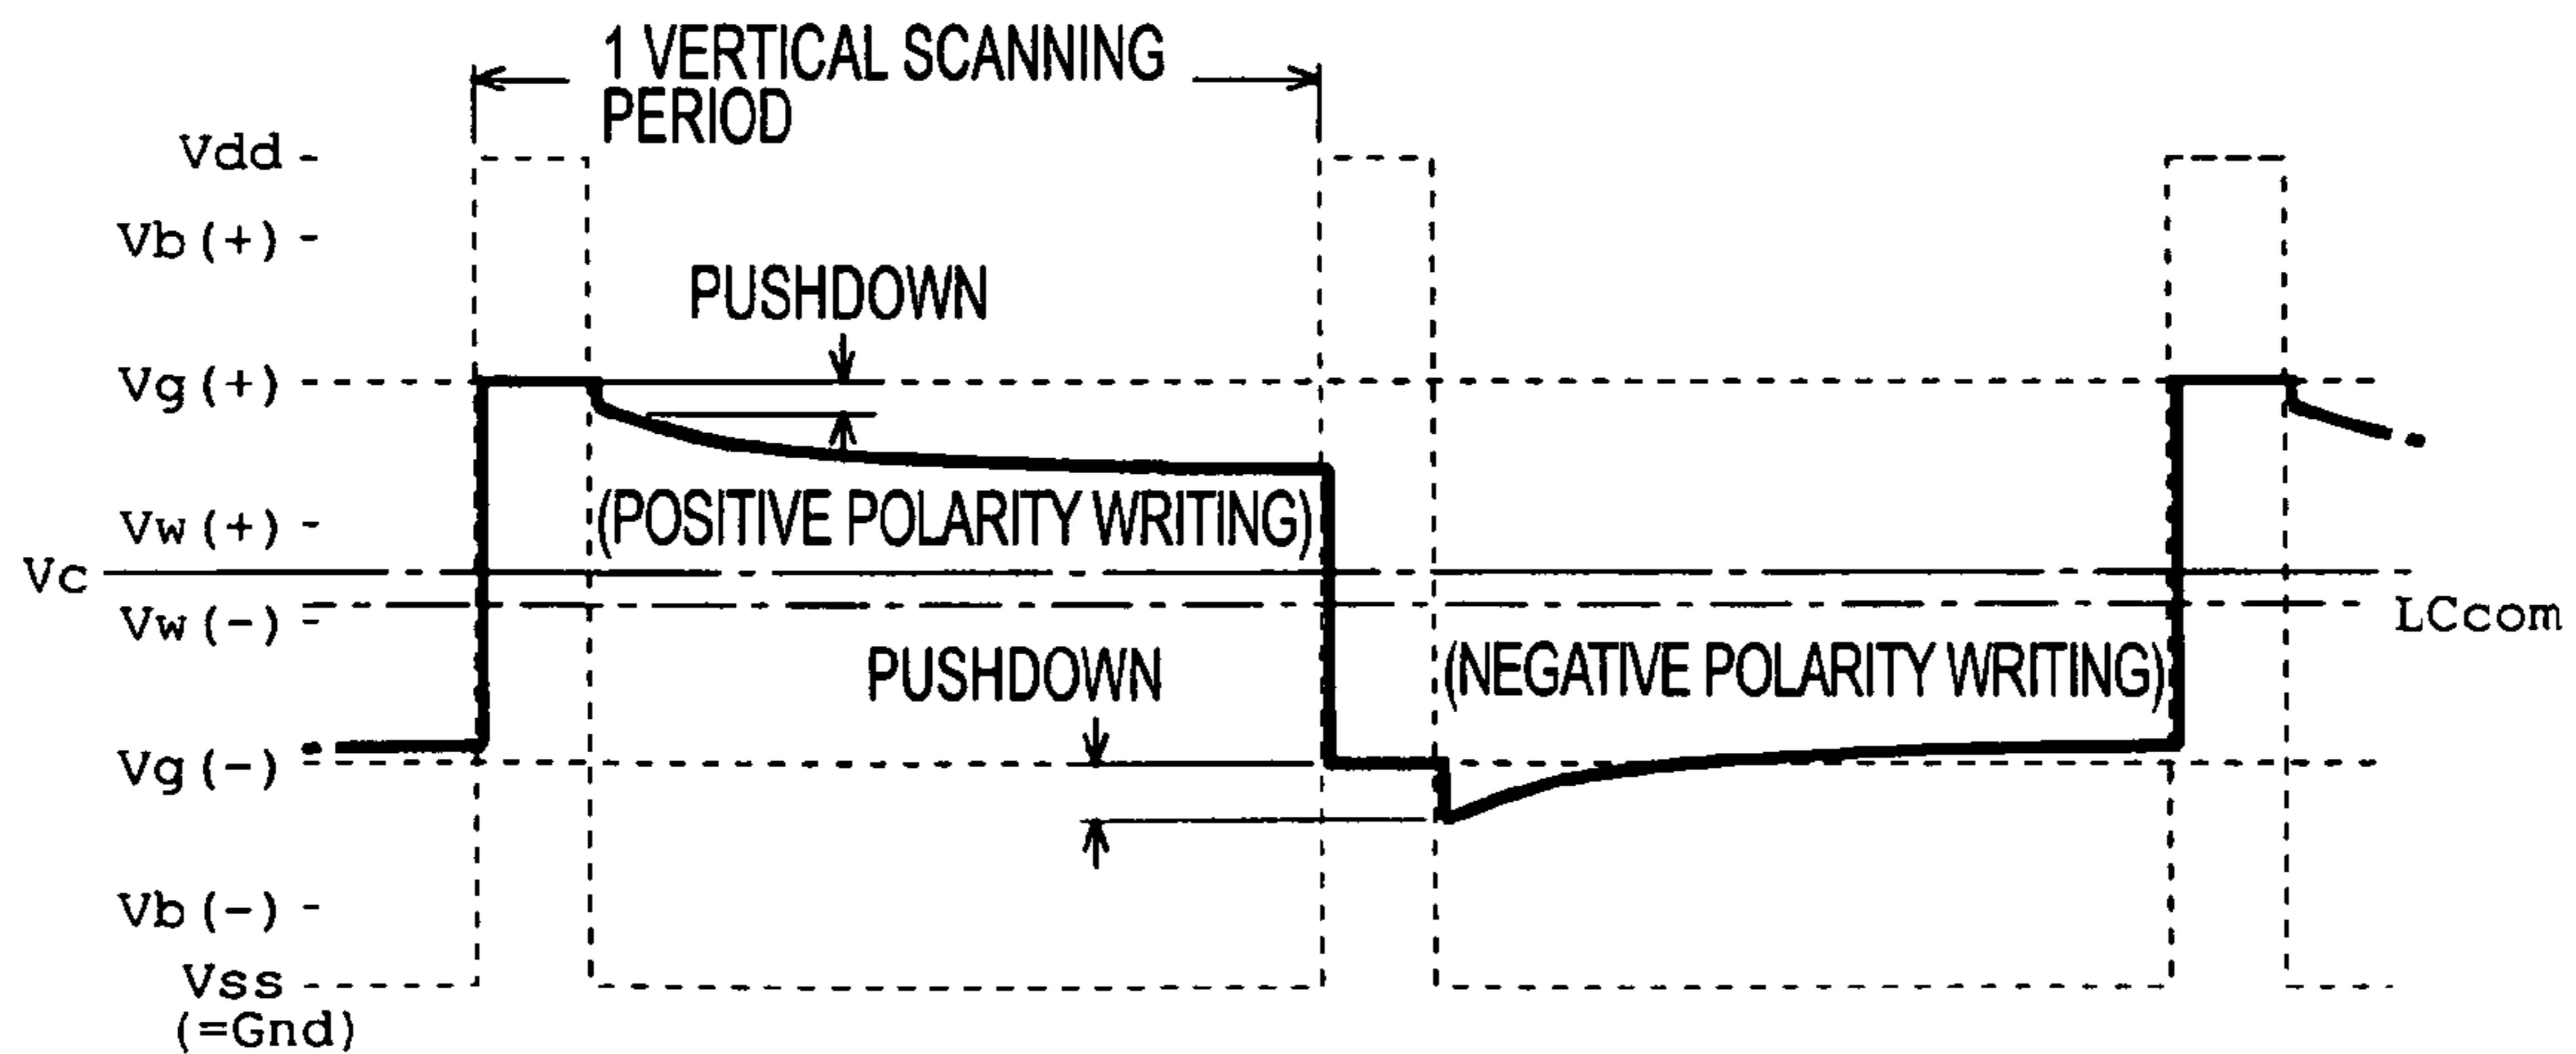 1 VERTICAL SCANNING
PERIOD
Vdd
Vb(+)
PUSHDOWN
Vg(+)
Vw(+)
(POSITIVE POLARITY WRITING)
Vc
Vw(-)
LCcom
PUSHDOWN
(NEGATIVE POLARITY WRITING)
Vg(-)
Vb(-)
Vss
(=Gnd)